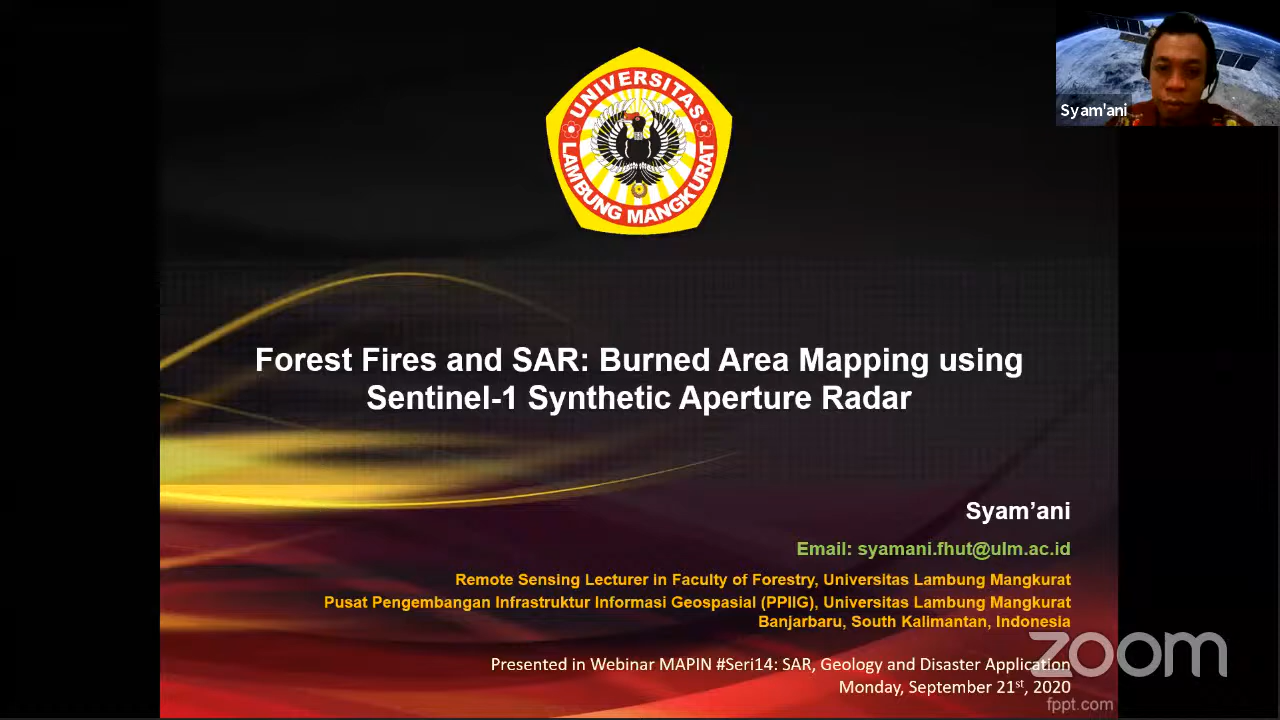 UNIVERSITAS
LAMBUNG MANGKURAT
Syam'ani
Forest Fires and SAR: Burned Area Mapping using
Sentinel-1 Synthetic Aperture Radar
Syam’ani
Email: syamani.fhut@ulm.ac.id
Remote Sensing Lecturer in Faculty of Forestry, Universitas Lambung Mangkurat
Pusat Pengembangan Infrastruktur Informasi Geospasial (PPIIG), Universitas Lambung Mangkurat
Banjarbaru, South Kalimantan, Indonesia
Presented in Webinar MAPIN #Seri14: SAR, Geology and Disaster Application
Monday, September 21st, 2020
zoom
fppt.com